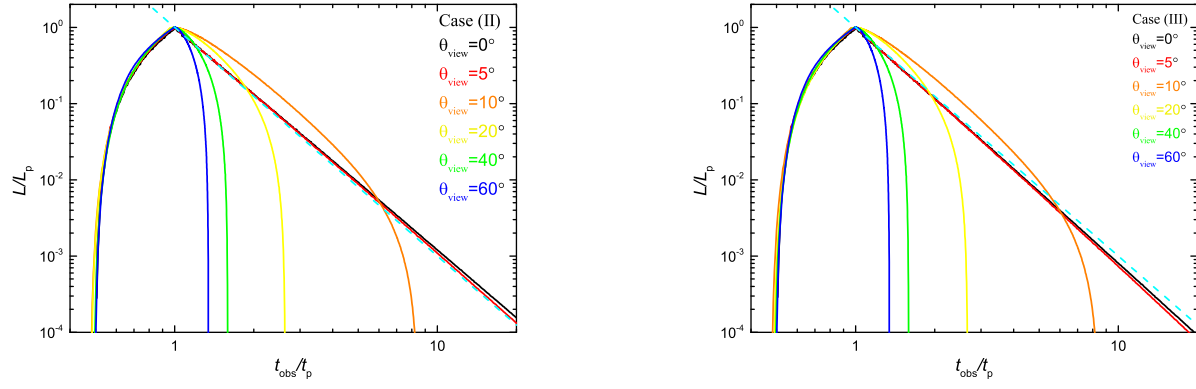 Case (II)
θview=0°
θview=5°
θview=10°
θview=20°
θview=40°
θview=60°
10^0
10^-1
10^-2
10^-3
10^-4
L/Lp
1
10
tobs/tp
Case (III)
θview=0°
θview=5°
θview=10°
θview=20°
θview=40°
θview=60°
10^0
10^-1
10^-2
10^-3
10^-4
L/Lp
1
10
tobs/tp